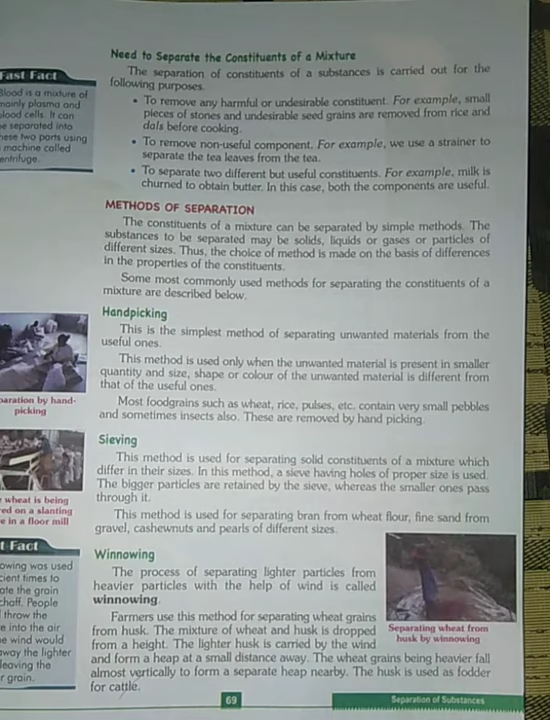 Need to Separate the Constituents of a Mixture
The separation of constituents of a substances is carried out for the
following purposes.
• To remove any harmful or undesirable constituent. For example, small
pieces of stones and undesirable seed grains are removed from rice and
dals before cooking.
• To remove non-useful component. For example, we use a strainer to
separate the tea leaves from the tea.
• To separate two different but useful constituents. For example, milk is
churned to obtain butter. In this case, both the components are useful.
METHODS OF SEPARATION
The constituents of a mixture can be separated by simple methods. The
substances to be separated may be solids, liquids or gases or particles of
different sizes. Thus, the choice of method is made on the basis of differences
in the properties of the constituents.
Some most commonly used methods for separating the constituents of a
mixture are described below.
Handpicking
This is the simplest method of separating unwanted materials from the
useful ones.
This method is used only when the unwanted material is present in smaller
quantity and size, shape or colour of the unwanted material is different from
that of the useful ones.
Most foodgrains such as wheat, rice, pulses, etc. contain very small pebbles
and sometimes insects also. These are removed by hand picking.
Sieving
This method is used for separating solid constituents of a mixture which
differ in their sizes. In this method, a sieve having holes of proper size is used.
The bigger particles are retained by the sieve, whereas the smaller ones pass
through it.
This method is used for separating bran from wheat flour, fine sand from
gravel, cashewnuts and pearls of different sizes.
Winnowing
The process of separating lighter particles from
heavier particles with the help of wind is called
winnowing.
Farmers use this method for separating wheat grains
from husk. The mixture of wheat and husk is dropped
from a height. The lighter husk is carried by the wind
and form a heap at a small distance away. The wheat grains being heavier fall
almost vertically to form a separate heap nearby. The husk is used as fodder
for cattle.
Separating wheat from
husk by winnowing
Fast Fact
Blood is a mixture of
mainly plasma and
blood cells. It can
be separated into
these two parts using
machine called
entrifuge.
paration by hand-
picking
wheat is being
red on a slanting
e in a floor mill
t Fact
owing was used
cient times to
ate the grain
chaff. People
throw the
e into the air
e wind would
away the lighter
leaving the
r grain.
69
Separation of Substances